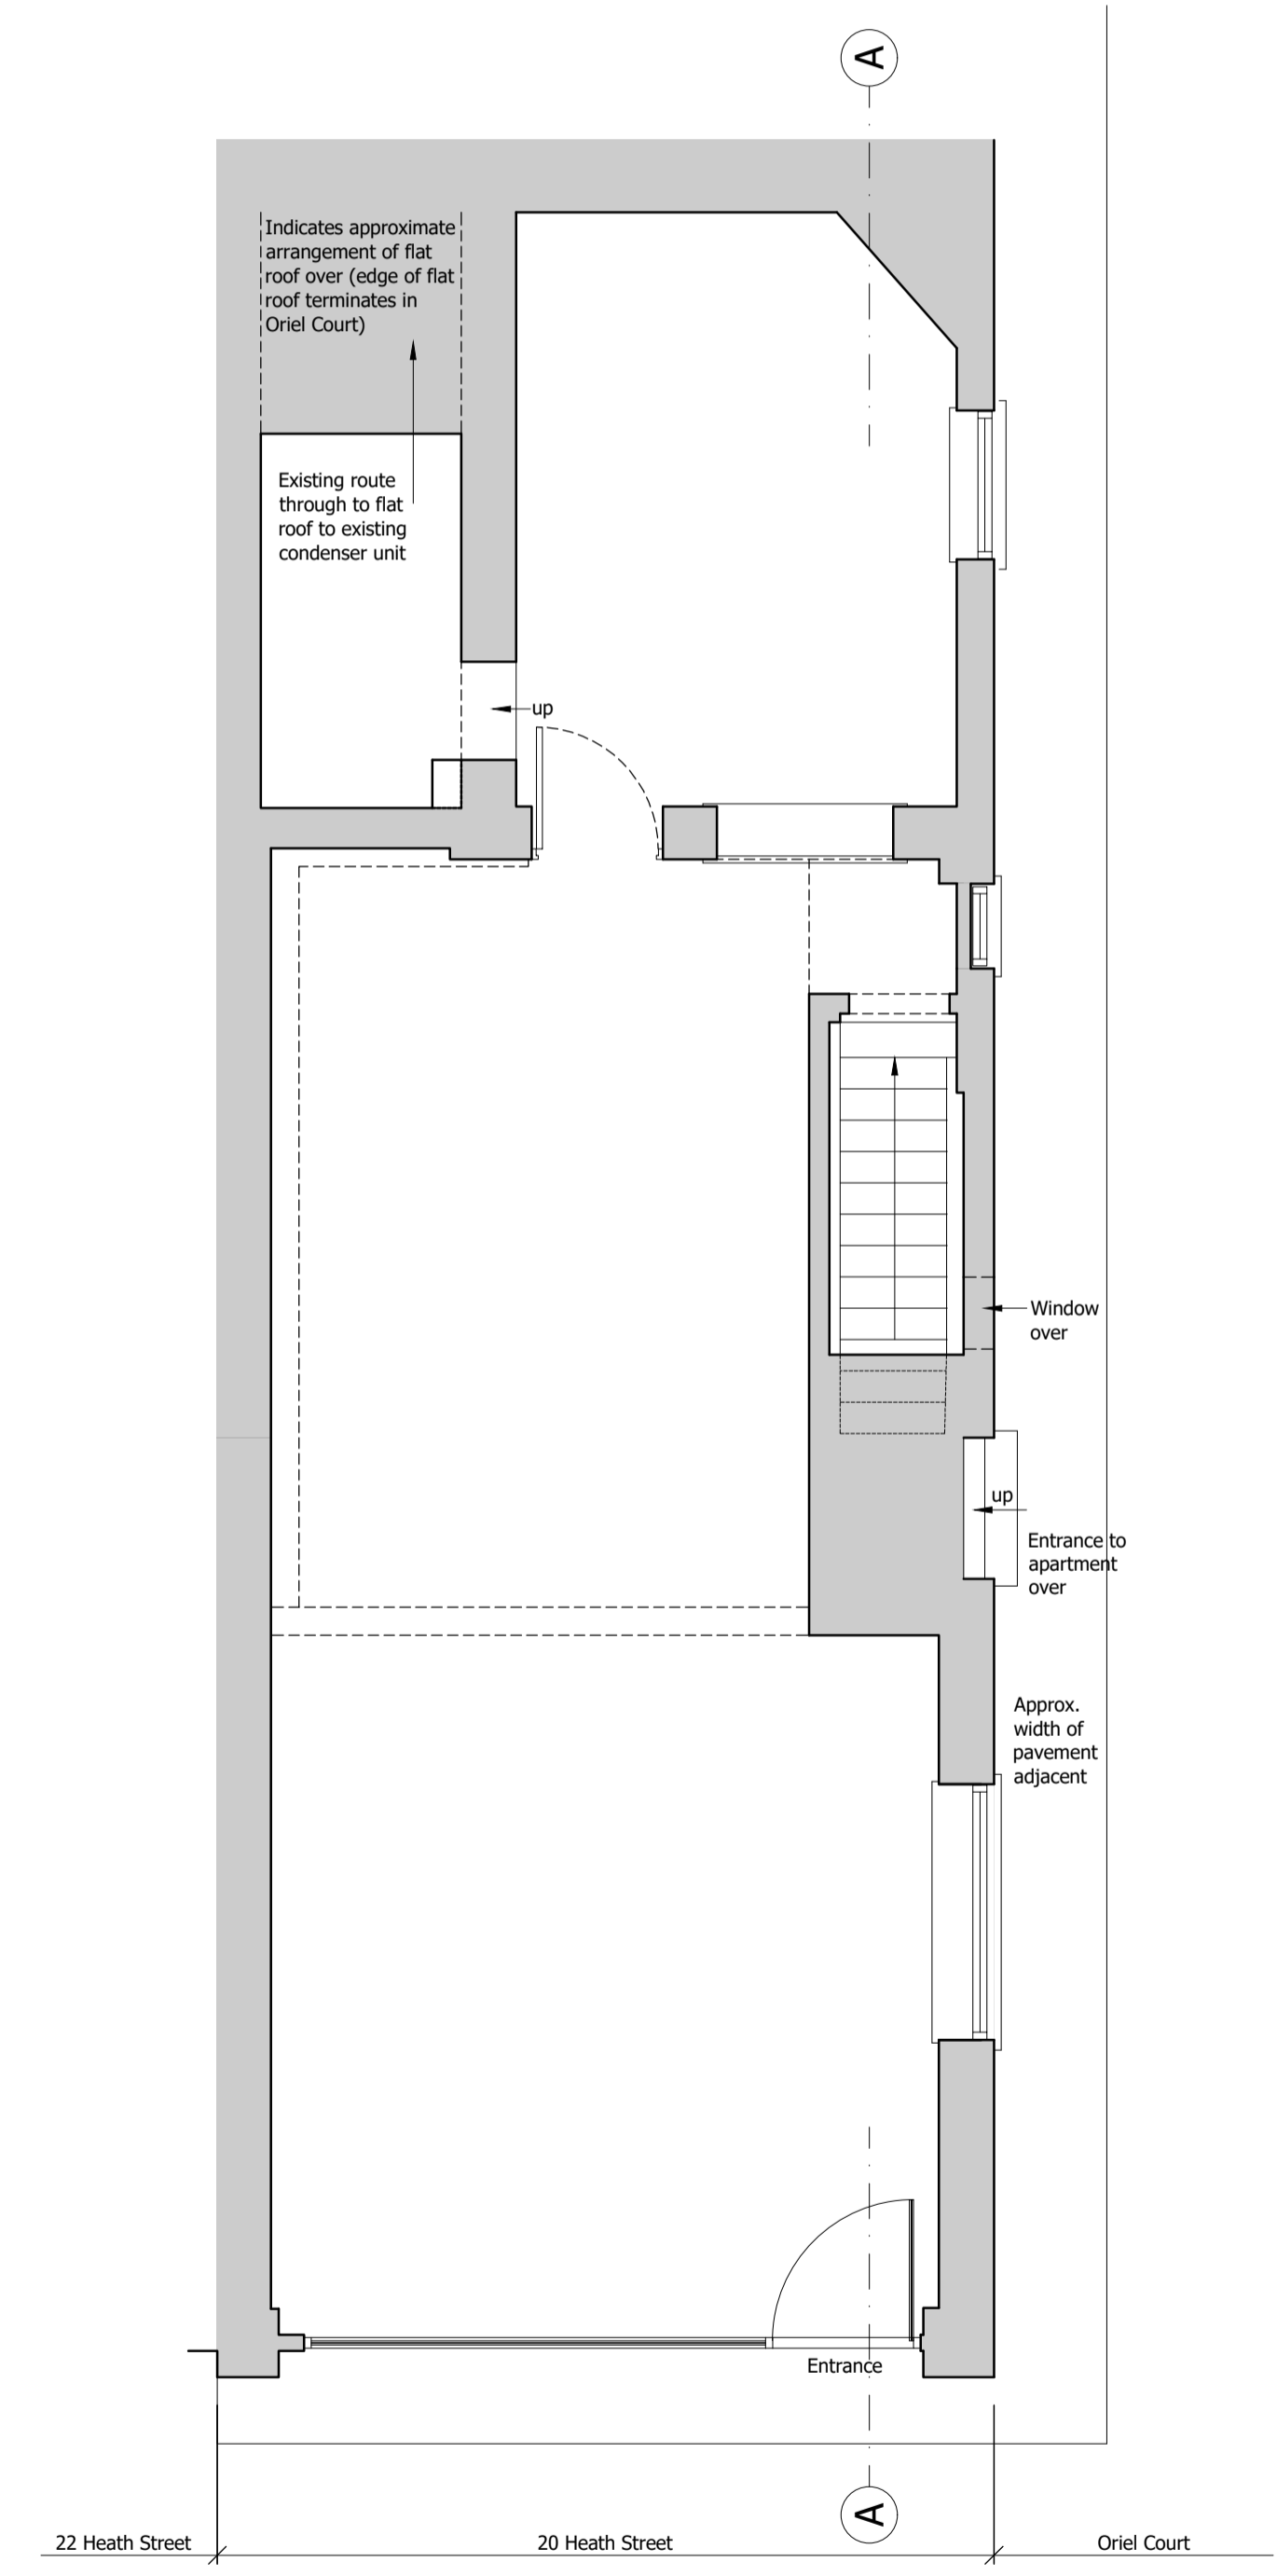 A
Indicates approximate
arrangement of flat
roof over (edge of flat
roof terminates in
Oriel Court)
Existing route
through to flat
roof to existing
condenser unit
up
Window
over
up
Entrance to
apartment
over
Approx.
width of
pavement
adjacent
Entrance
A
22 Heath Street
20 Heath Street
Oriel Court